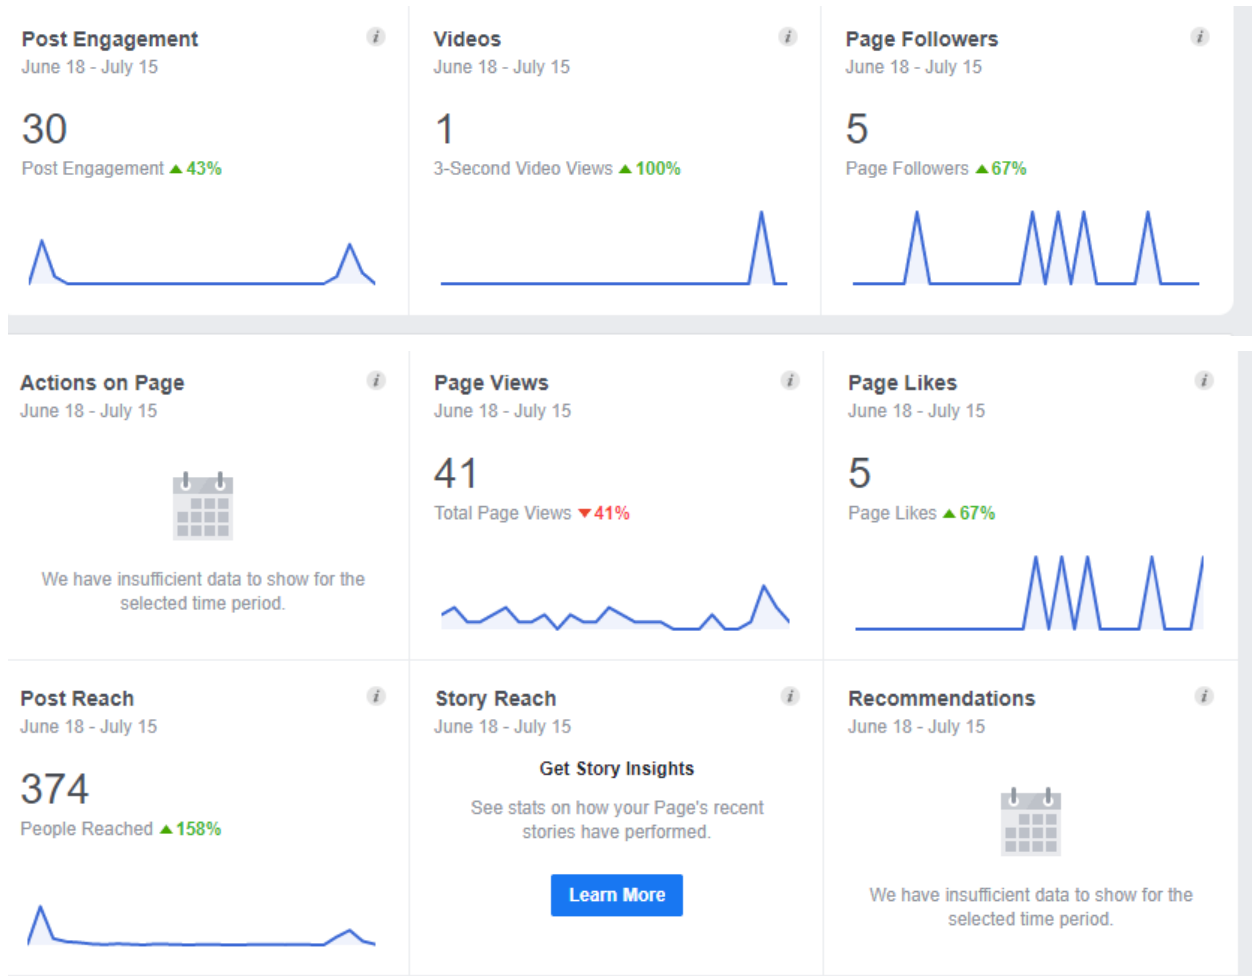 Post Engagement
June 18 - July 15
30
Post Engagement ▲ 43%
Videos
June 18 - July 15
1
3-Second Video Views ▲ 100%
Page Followers
June 18 - July 15
5
Page Followers ▲ 67%
Actions on Page
June 18 - July 15
We have insufficient data to show for the
selected time period.
Page Views
June 18 - July 15
41
Total Page Views ▼ 41%
Page Likes
June 18 - July 15
5
Page Likes ▲ 67%
Post Reach
June 18 - July 15
374
People Reached ▲ 158%
Story Reach
June 18 - July 15
Get Story Insights
See stats on how your Page's recent
stories have performed.
Learn More
Recommendations
June 18 - July 15
We have insufficient data to show for the
selected time period.